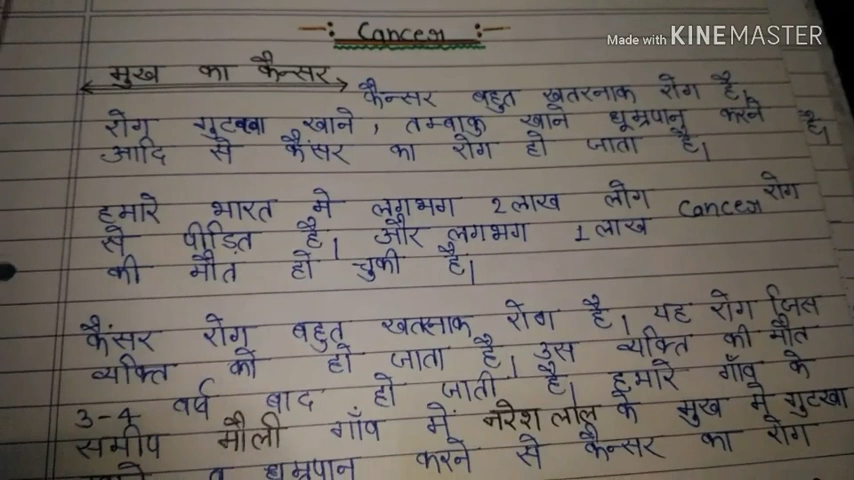 Cancer
Made with KINEMASTER
मुख का कैन्सर
कैन्सर बहुत खतरनाक रोग है।
रोग गुटखा खाने, तम्बाकु खाने धूम्रपान करने है।
आदि से कैंसर का रोग हो जाता है।
हमारे भारत मे लगभग 2 लाख लोग Cancer रोग
से पीड़ित है। और लगभग 1 लाख
की मौत हो चुकी है।
कैंसर रोग बहुत खतरनाक रोग है। यह रोग जिस
व्यक्ति को हो जाता है। उस व्यक्ति की मौत
3-4 वर्ष बाद हो जाती है। हमारे गाँव के
समीप मौली गाँव में नरेश लाल के मुख मे गुटखा
व धूम्रपान करने से कैन्सर का रोग